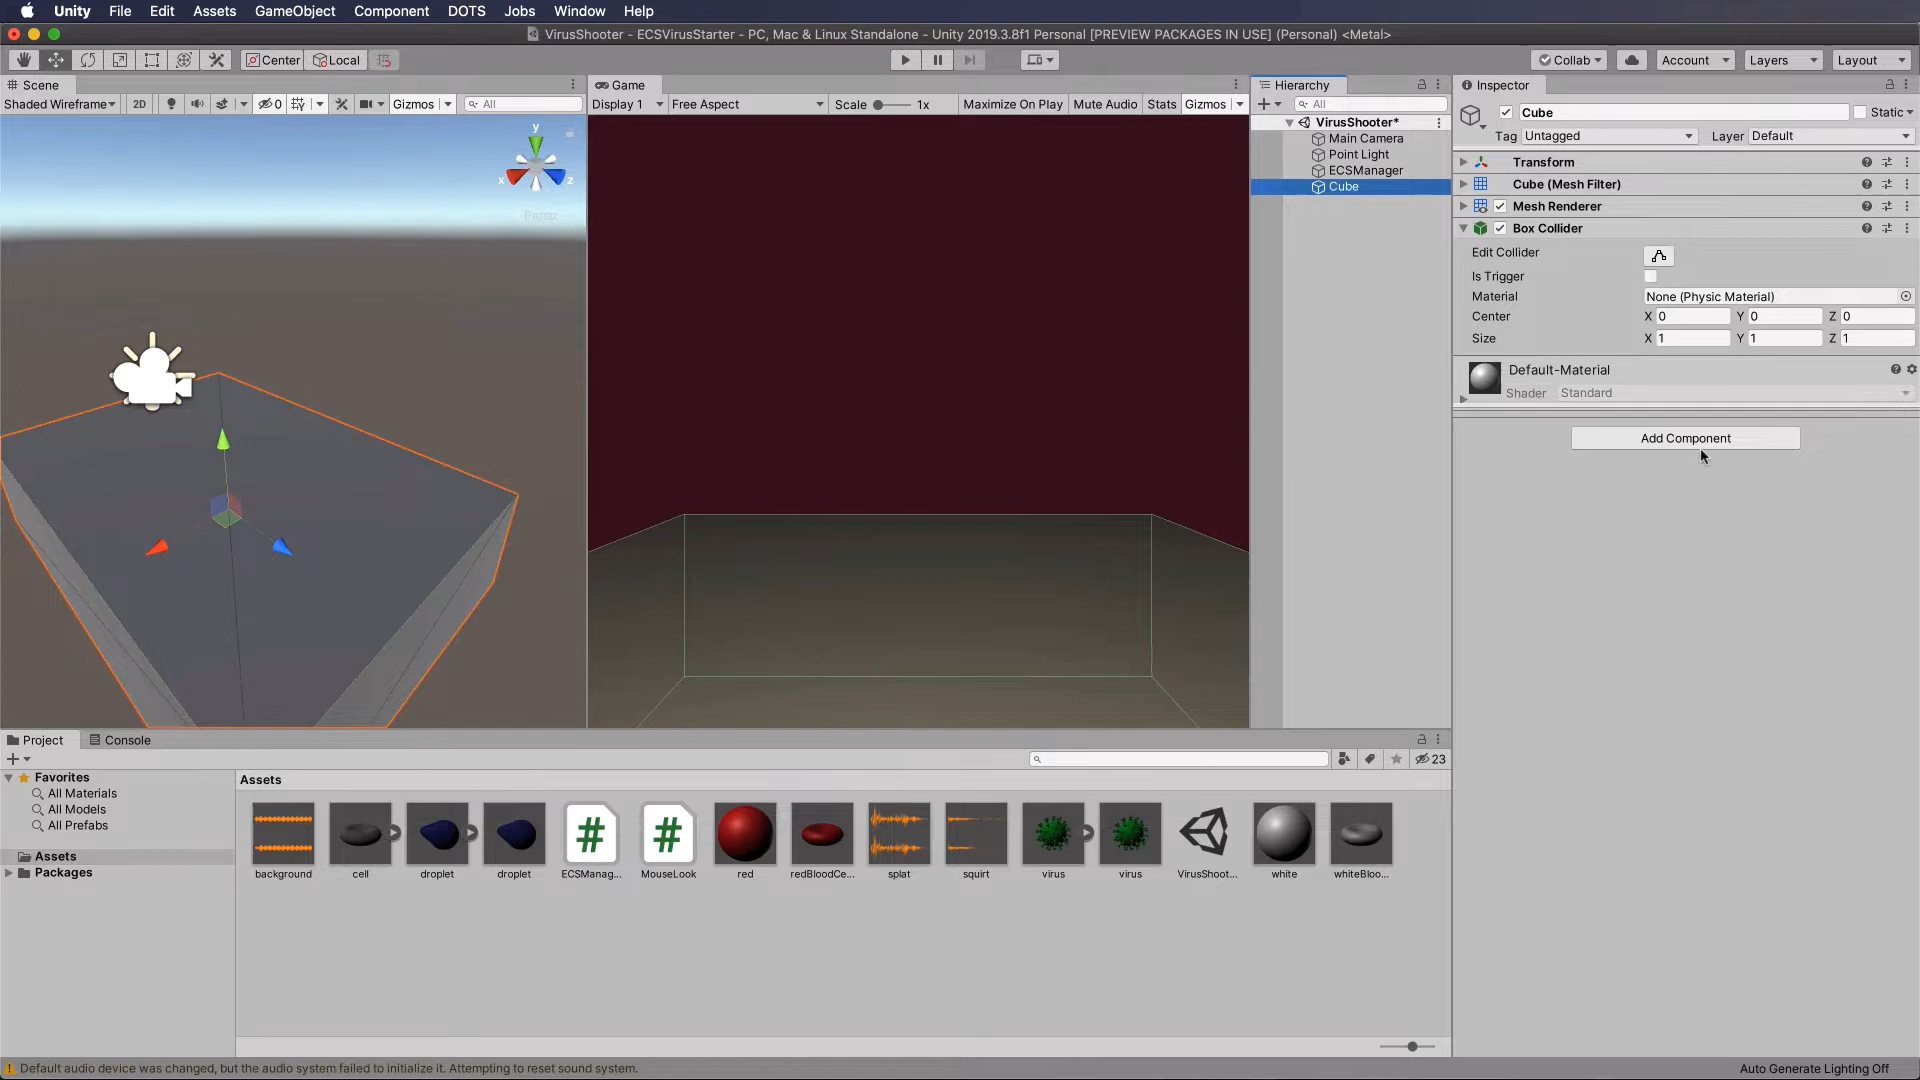 Unity File Edit Assets GameObject Component DOTS Jobs Window Help
VirusShooter - ECSVirusStarter - PC, Mac & Linux Standalone - Unity 2019.3.8f1 Personal [PREVIEW PACKAGES IN USE] (Personal) <Metal>
Center Local Collab Account Layers Layout
Scene
Shaded Wireframe 2D 0 Gizmos All
y
x z
Persp
Game
Display 1 Free Aspect Scale 1x Maximize On Play Mute Audio Stats Gizmos
Hierarchy
All
VirusShooter*
Main Camera
Point Light
ECSManager
Cube
Inspector
Cube Static
Tag Untagged Layer Default
Transform
Cube (Mesh Filter)
Mesh Renderer
Box Collider
Edit Collider
Is Trigger
Material None (Physic Material)
Center X 0 Y 0 Z 0
Size X 1 Y 1 Z 1
Default-Material
Shader Standard
Add Component
Project Console
23
Favorites
All Materials
All Models
All Prefabs
Assets
Packages
Assets
background cell droplet droplet ECSManag... MouseLook red redBloodCe... splat squirt virus virus VirusShoot... white whiteBloo...
Default audio device was changed, but the audio system failed to initialize it. Attempting to reset sound system.
Auto Generate Lighting Off